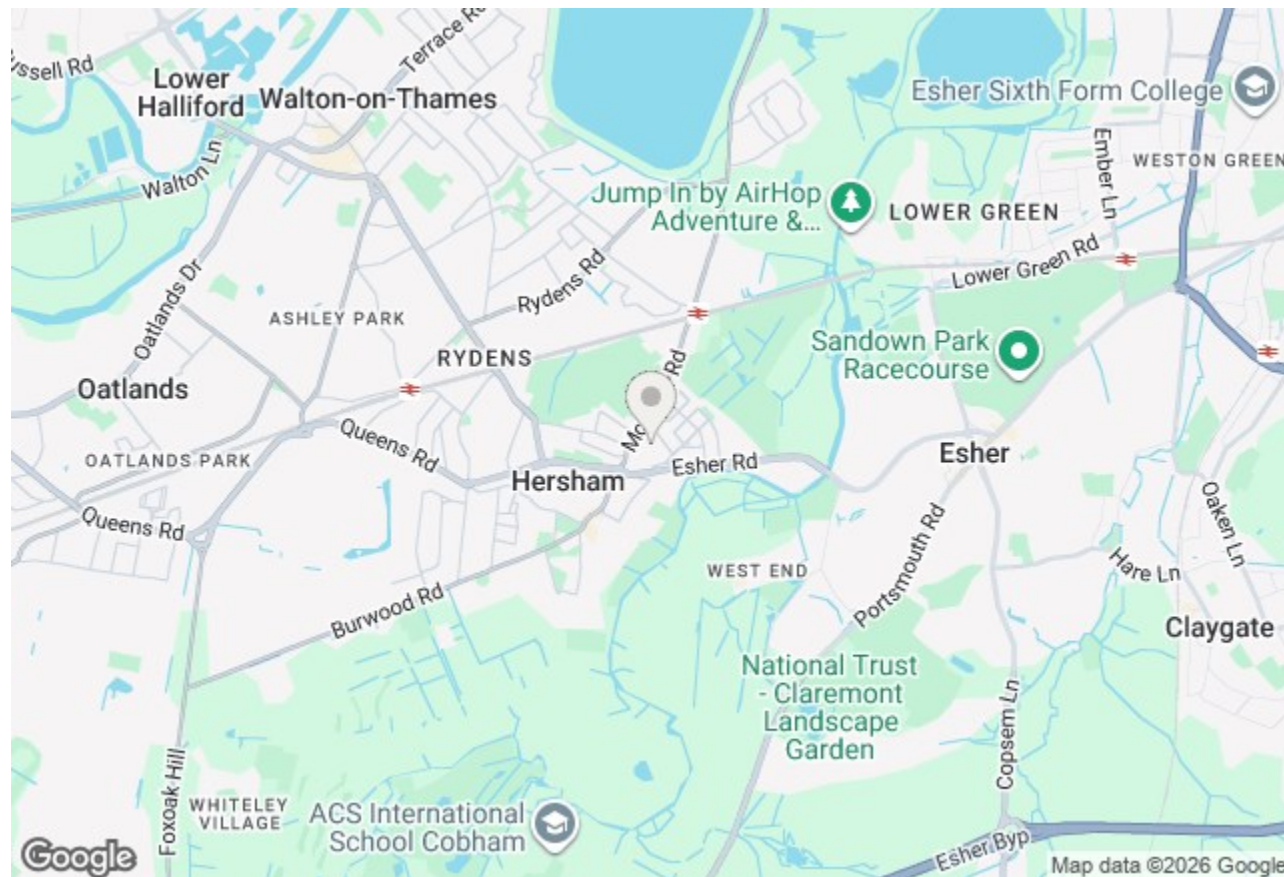 ussell Rd
Lower
Halliford
Walton-on-Thames
Terrace Rd
Walton Ln
Esher Sixth Form College
Ember Ln
WESTON GREEN
Jump In by AirHop
Adventure &...
LOWER GREEN
Lower Green Rd
Oatlands Dr
Rydens Rd
ASHLEY PARK
RYDENS
Sandown Park
Racecourse
Oatlands
Rd
Queens Rd
OATLANDS PARK
Hersham
Esher Rd
Esher
Queens Rd
Oaken Ln
Portsmouth Rd
Hare Ln
WEST END
Burwood Rd
Claygate
National Trust
- Claremont
Landscape
Garden
Copsem Ln
Foxoak Hill
WHITELEY
VILLAGE
ACS International
School Cobham
Esher Byp
Google
Map data ©2026 Google